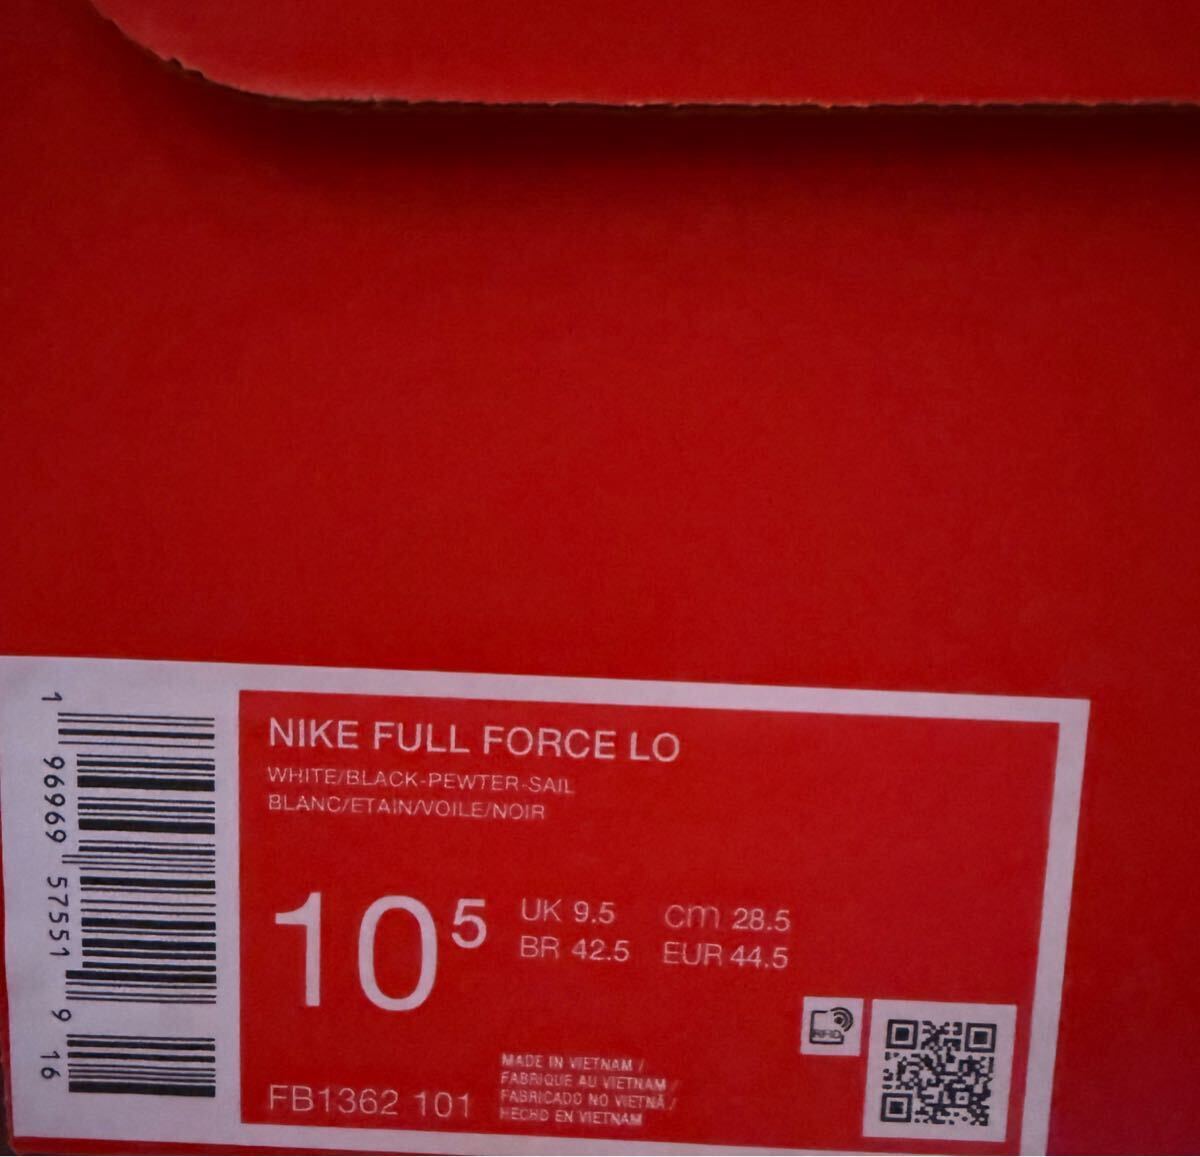 NIKE FULL FORCE LO
WHITE/BLACK-PEWTER-SAIL
BLANC/ETAIN/VOILE/NOIR
10⁵
UK 9.5 cm 28.5
BR 42.5 EUR 44.5
RFID
FB1362 101
MADE IN VIETNAM /
FABRIQUE AU VIETNAM /
FABRICADO NO VIETNÃ /
HECHO EN VIETNAM
1 96969 57551 9 16